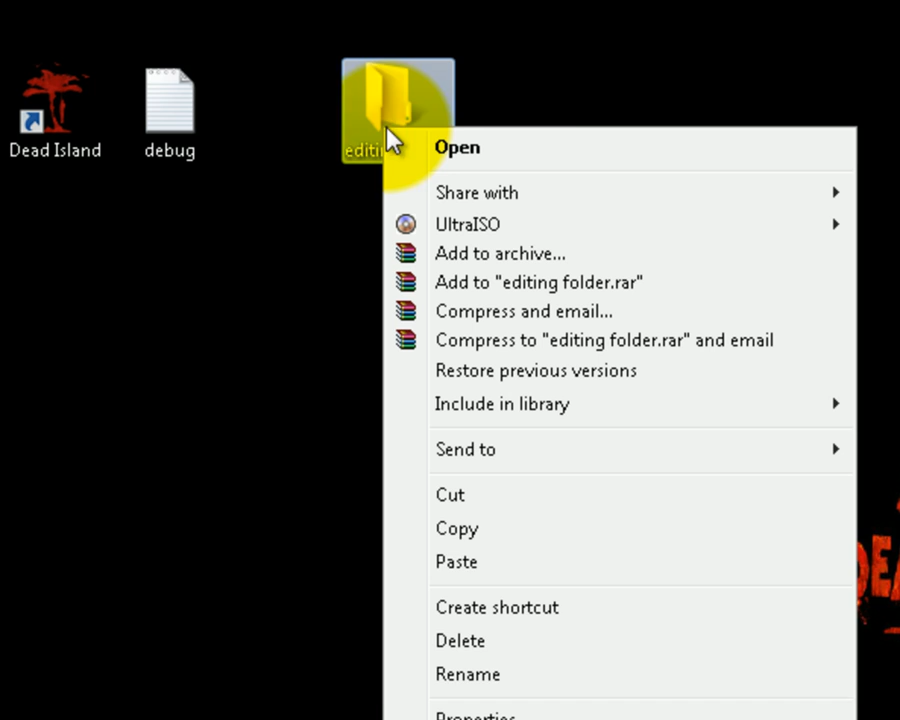 Dead Island
debug
Open
Share with
UltraISO
Add to archive...
Add to "editing folder.rar"
Compress and email...
Compress to "editing folder.rar" and email
Restore previous versions
Include in library
Send to
Cut
Copy
Paste
Create shortcut
Delete
Rename
Properties